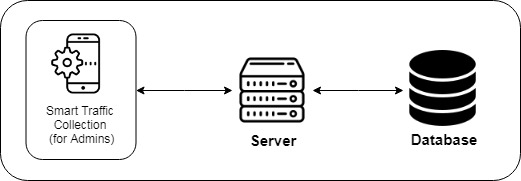 Smart Traffic
Collection
(for Admins)
Server
Database